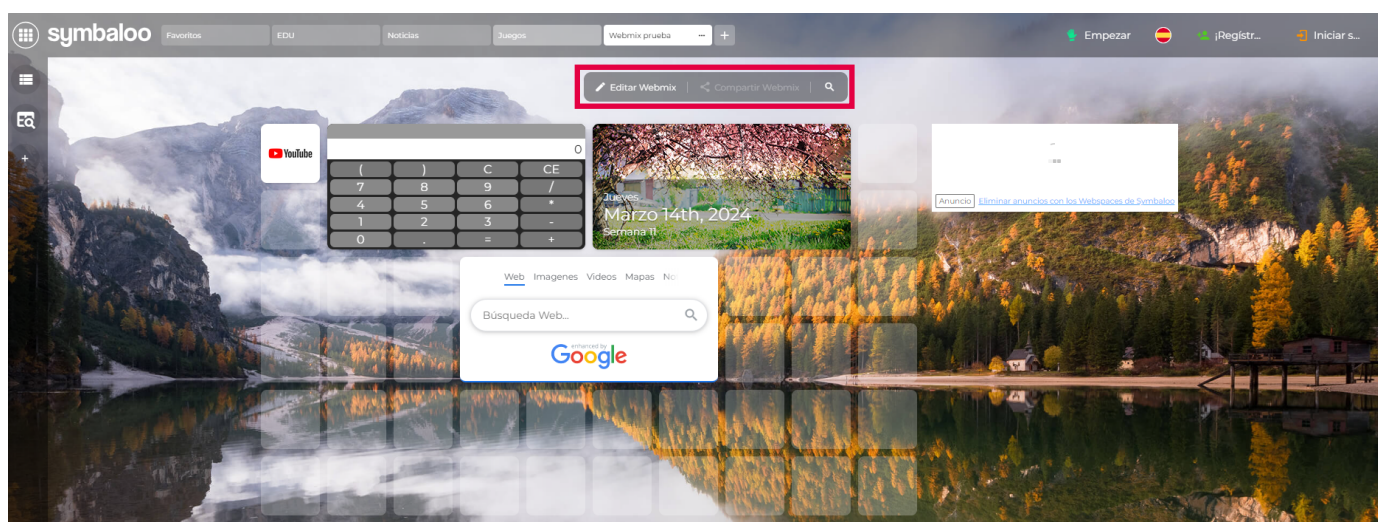 symbaloo
Favoritos
EDU
Noticias
Juegos
Webmix prueba ···
+
Empezar
¡Regístr...
Iniciar s...
Editar Webmix | Compartir Webmix |
+
YouTube
0
( ) C CE
7 8 9 /
4 5 6 *
1 2 3 -
0 . = +
Jueves
Marzo 14th, 2024
Semana 11
Anuncio Eliminar anuncios con los Webspaces de Symbaloo
Web Imagenes Videos Mapas No
Búsqueda Web...
enhanced by
Google